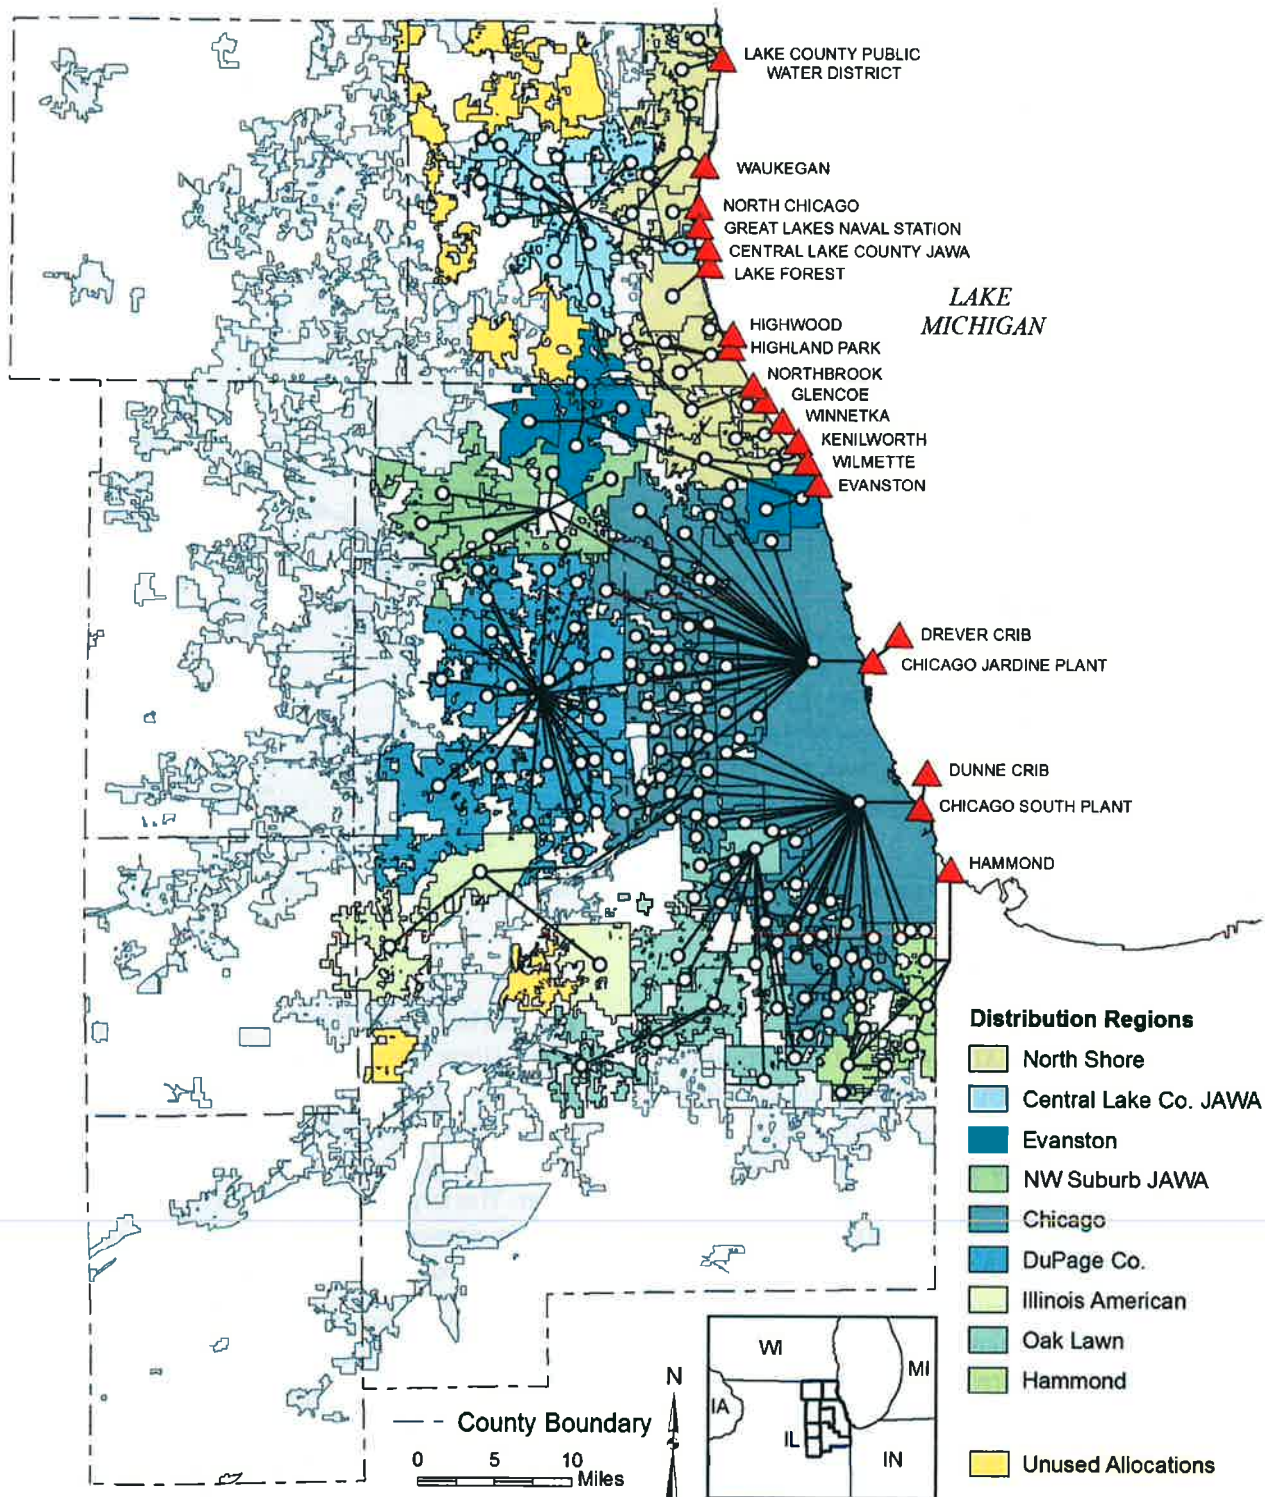 LAKE COUNTY PUBLIC
WATER DISTRICT
WAUKEGAN
NORTH CHICAGO
GREAT LAKES NAVAL STATION
CENTRAL LAKE COUNTY JAWA
LAKE FOREST
LAKE
MICHIGAN
HIGHWOOD
HIGHLAND PARK
NORTHBROOK
GLENCOE
WINNETKA
KENILWORTH
WILMETTE
EVANSTON
DREVER CRIB
CHICAGO JARDINE PLANT
DUNNE CRIB
CHICAGO SOUTH PLANT
HAMMOND
Distribution Regions
North Shore
Central Lake Co. JAWA
Evanston
NW Suburb JAWA
Chicago
DuPage Co.
Illinois American
Oak Lawn
Hammond
Unused Allocations
County Boundary
0 5 10
Miles
N
WI
MI
IA
IL
IN